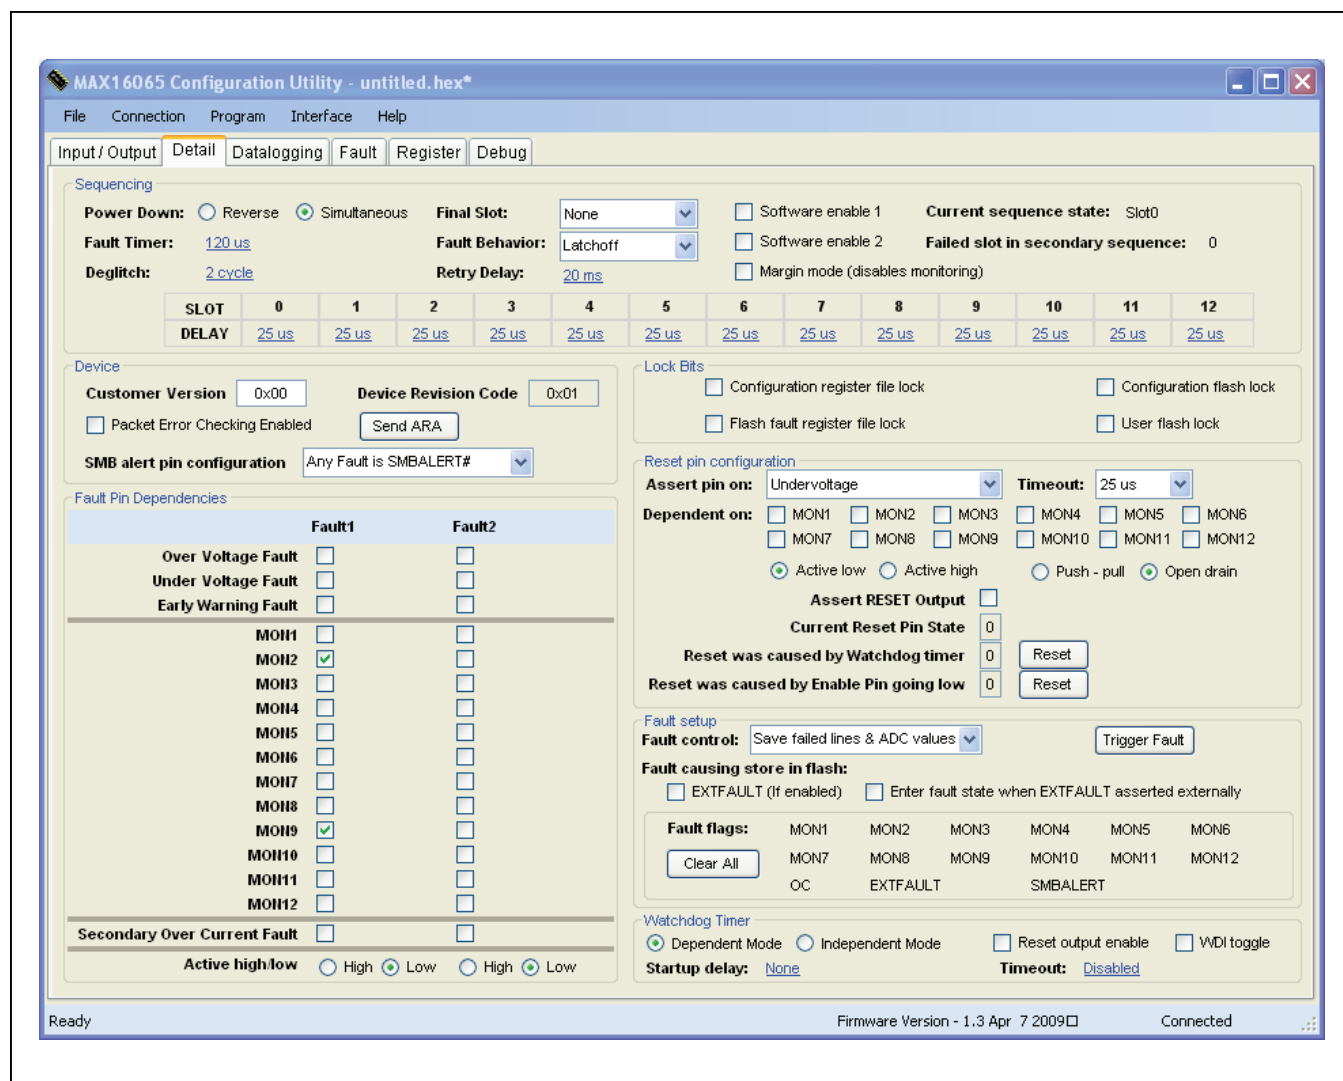 MAX16065 Configuration Utility - untitled.hex*
File Connection Program Interface Help
Input / Output Detail Datalogging Fault Register Debug
Sequencing
Power Down: Reverse Simultaneous Final Slot: None Software enable 1 Current sequence state: Slot0
Fault Timer: 120 us Fault Behavior: Latchoff Software enable 2 Failed slot in secondary sequence: 0
Deglitch: 2 cycle Retry Delay: 20 ms Margin mode (disables monitoring)
SLOT 0 1 2 3 4 5 6 7 8 9 10 11 12
DELAY 25 us 25 us 25 us 25 us 25 us 25 us 25 us 25 us 25 us 25 us 25 us 25 us 25 us
Device
Customer Version 0x00 Device Revision Code 0x01
Packet Error Checking Enabled Send ARA
SMB alert pin configuration Any Fault is SMBALERT#
Fault Pin Dependencies
Fault1 Fault2
Over Voltage Fault
Under Voltage Fault
Early Warning Fault
MON1
MON2
MON3
MON4
MON5
MON6
MON7
MON8
MON9
MON10
MON11
MON12
Secondary Over Current Fault
Active high/low High Low High Low
Lock Bits
Configuration register file lock Configuration flash lock
Flash fault register file lock User flash lock
Reset pin configuration
Assert pin on: Undervoltage Timeout: 25 us
Dependent on: MON1 MON2 MON3 MON4 MON5 MON6
MON7 MON8 MON9 MON10 MON11 MON12
Active low Active high Push - pull Open drain
Assert RESET Output
Current Reset Pin State 0
Reset was caused by Watchdog timer 0 Reset
Reset was caused by Enable Pin going low 0 Reset
Fault setup
Fault control: Save failed lines & ADC values Trigger Fault
Fault causing store in flash:
EXTFAULT (If enabled) Enter fault state when EXTFAULT asserted externally
Fault flags: MON1 MON2 MON3 MON4 MON5 MON6
Clear All MON7 MON8 MON9 MON10 MON11 MON12
OC EXTFAULT SMBALERT
Watchdog Timer
Dependent Mode Independent Mode Reset output enable WDI toggle
Startup delay: None Timeout: Disabled
Ready Firmware Version - 1.3 Apr 7 2009□ Connected